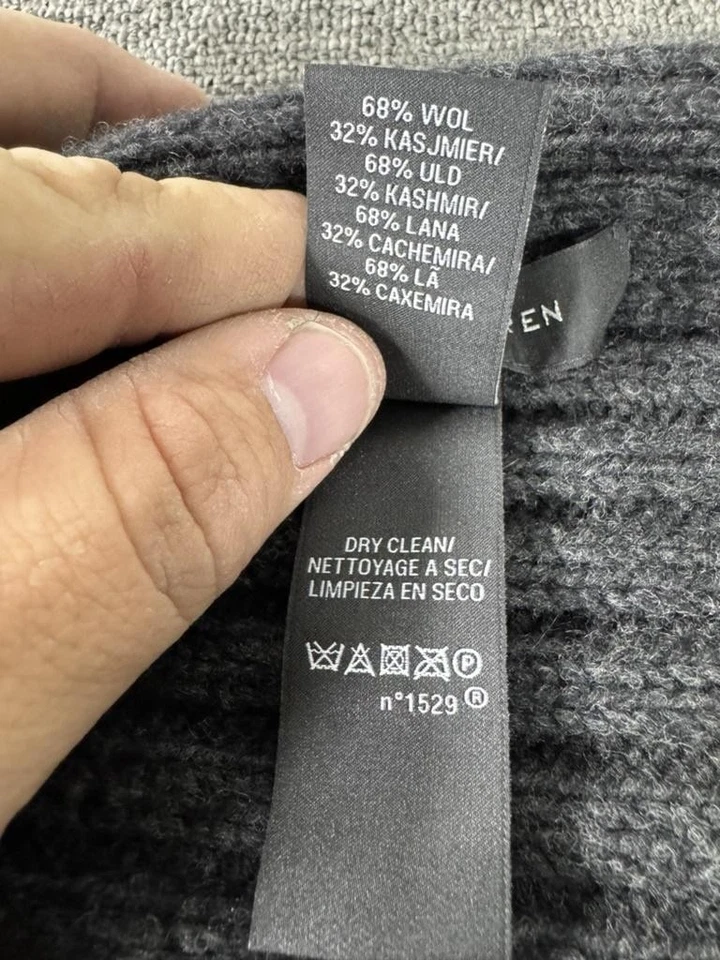 68% WOL
32% KASJMIER/
68% ULD
32% KASHMIR/
68% LANA
32% CACHEMIRA/
68% LÃ
32% CAXEMIRA
DRY CLEAN/
NETTOYAGE A SEC/
LIMPIEZA EN SECO
P
n°1529 ®